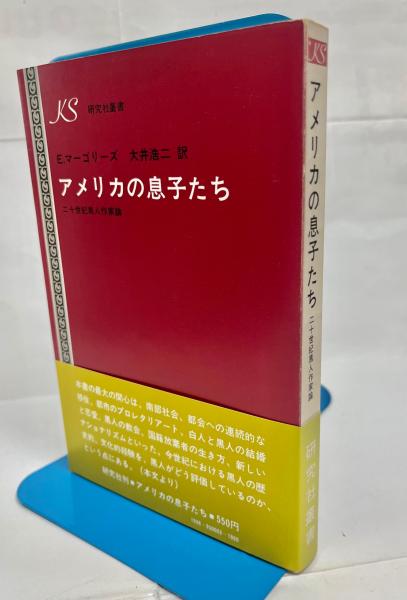 KS 研究社叢書
E.マーゴリーズ 大井浩二 訳
アメリカの息子たち
二十世紀黒人作家論
本書の最大の関心は、南部社会、都会への連続的な
移住、都市のプロレタリアート、白人と黒人の結婚
と恋愛、黒人の教会、国籍放棄者の生き方、新しい
ナショナリズムといった、今世紀における黒人の歴
史的、文化的経験を、黒人がどう評価しているのか、
という点にある。(本文より)
研究社刊■アメリカの息子たち■550円
KS
アメリカの息子たち
二十世紀黒人作家論
研究社叢書